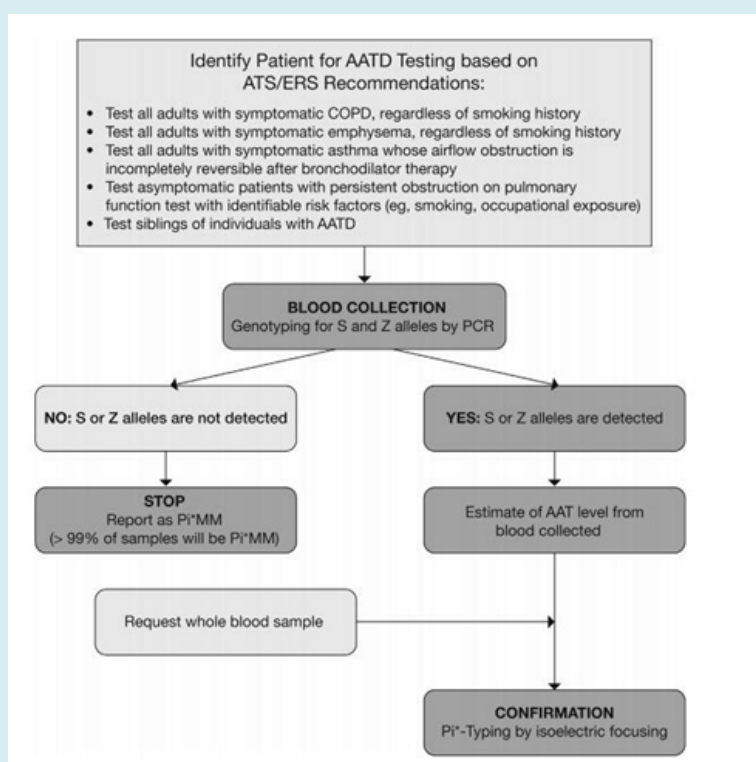 Identify Patient for AATD Testing based on
ATS/ERS Recommendations:
• Test all adults with symptomatic COPD, regardless of smoking history
• Test all adults with symptomatic emphysema, regardless of smoking history
• Test all adults with symptomatic asthma whose airflow obstruction is
incompletely reversible after bronchodilator therapy
• Test asymptomatic patients with persistent obstruction on pulmonary
function test with identifiable risk factors (eg, smoking, occupational exposure)
• Test siblings of individuals with AATD
BLOOD COLLECTION
Genotyping for S and Z alleles by PCR
NO: S or Z alleles are not detected
YES: S or Z alleles are detected
STOP
Report as Pi*MM
(> 99% of samples will be Pi*MM)
Estimate of AAT level from
blood collected
Request whole blood sample
CONFIRMATION
Pi*-Typing by isoelectric focusing